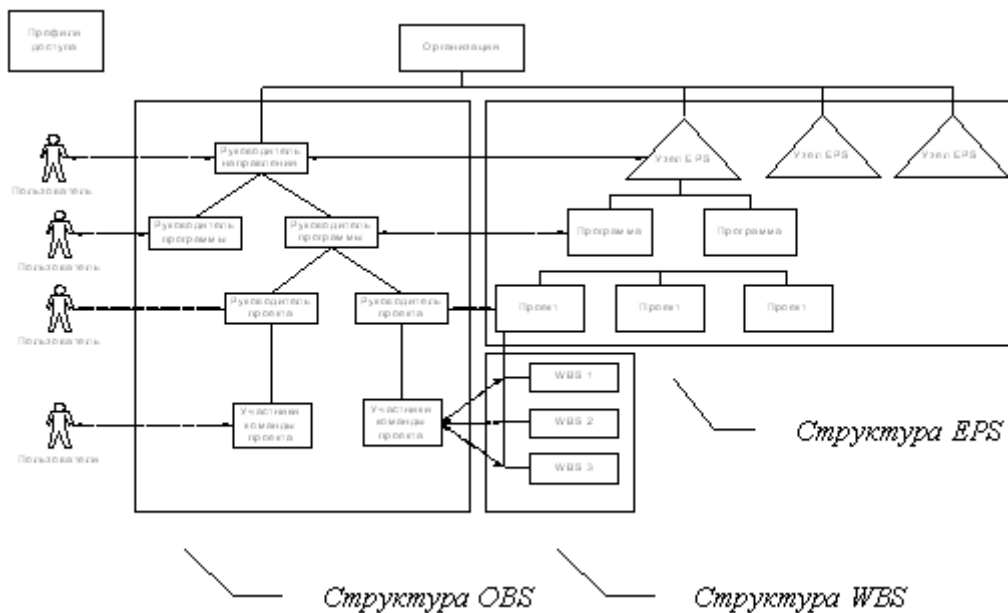 Профили
доступа
Организация
Пользователь
Руководитель
направления
Узел EPS
Узел EPS
Узел EPS
Пользователь
Руководитель
программы
Руководитель
программы
Программа
Программа
Пользователь
Руководитель
проекта
Руководитель
проекта
Проект
Проект
Проект
Пользователи
Участники
команды
проекта
Участники
команды
проекта
WBS 1
WBS 2
WBS 3
Структура EPS
Структура OBS
Структура WBS